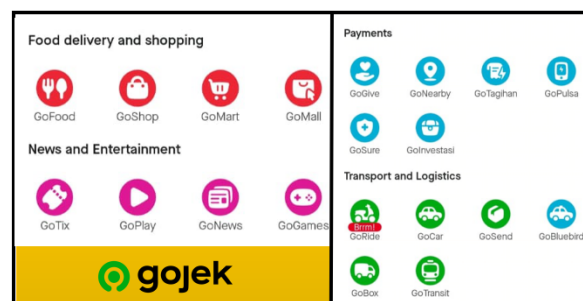 Food delivery and shopping
GoFood GoShop GoMart GoMall
News and Entertainment
GoTix GoPlay GoNews GoGames
gojek
Payments
GoGive GoNearby GoTagihan GoPulsa
GoSure GoInvestasi
Transport and Logistics
Brrm!
GoRide GoCar GoSend GoBluebird
GoBox GoTransit